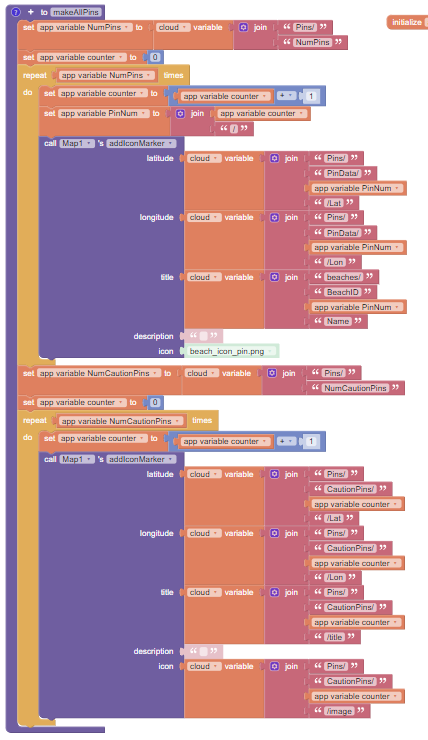 ? + to makeAllPins
set app variable NumPins to cloud variable join “ Pins/ ”
“ NumPins ”
initialize
set app variable counter to 0
repeat app variable NumPins times
do set app variable counter to app variable counter + 1
set app variable PinNum to join app variable counter
“ / ”
call Map1 's addIconMarker
latitude cloud variable join “ Pins/ ”
“ PinData/ ”
app variable PinNum
“ /Lat ”
longitude cloud variable join “ Pins/ ”
“ PinData/ ”
app variable PinNum
“ /Lon ”
title cloud variable join “ beaches/ ”
“ BeachID ”
app variable PinNum
“ Name ”
description “ ”
icon beach_icon_pin.png
set app variable NumCautionPins to cloud variable join “ Pins/ ”
“ NumCautionPins ”
set app variable counter to 0
repeat app variable NumCautionPins times
do set app variable counter to app variable counter + 1
call Map1 's addIconMarker
latitude cloud variable join “ Pins/ ”
“ CautionPins/ ”
app variable counter
“ /Lat ”
longitude cloud variable join “ Pins/ ”
“ CautionPins/ ”
app variable counter
“ /Lon ”
title cloud variable join “ Pins/ ”
“ CautionPins/ ”
app variable counter
“ /title ”
description “ ”
icon cloud variable join “ Pins/ ”
“ CautionPins/ ”
app variable counter
“ /image ”